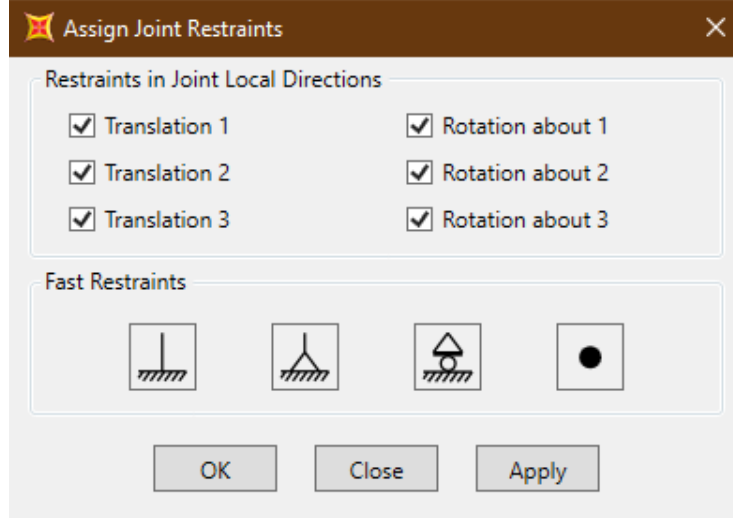 Assign Joint Restraints
Restraints in Joint Local Directions
Translation 1
Rotation about 1
Translation 2
Rotation about 2
Translation 3
Rotation about 3
Fast Restraints
OK
Close
Apply